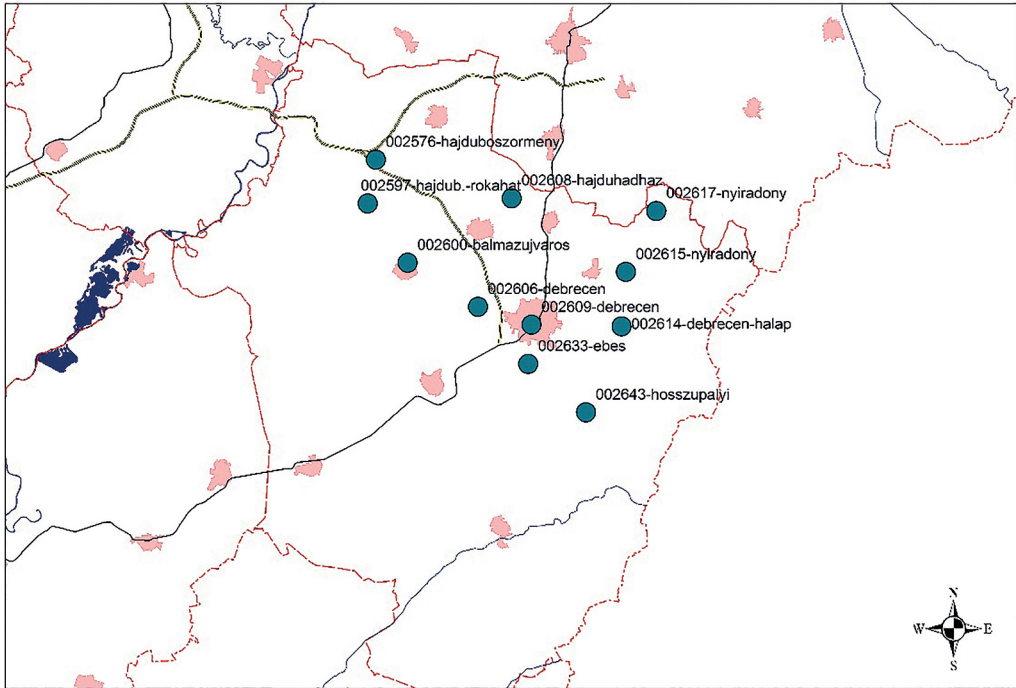 002576-hajduboszormeny
002597-hajdub.-rokahat
002608-hajduhadhaz
002617-nyiradony
002600-balmazujvaros
002615-nyiradony
002606-debrecen
002609-debrecen
002614-debrecen-halap
002633-ebes
002643-hosszupalyi
N
W E
S